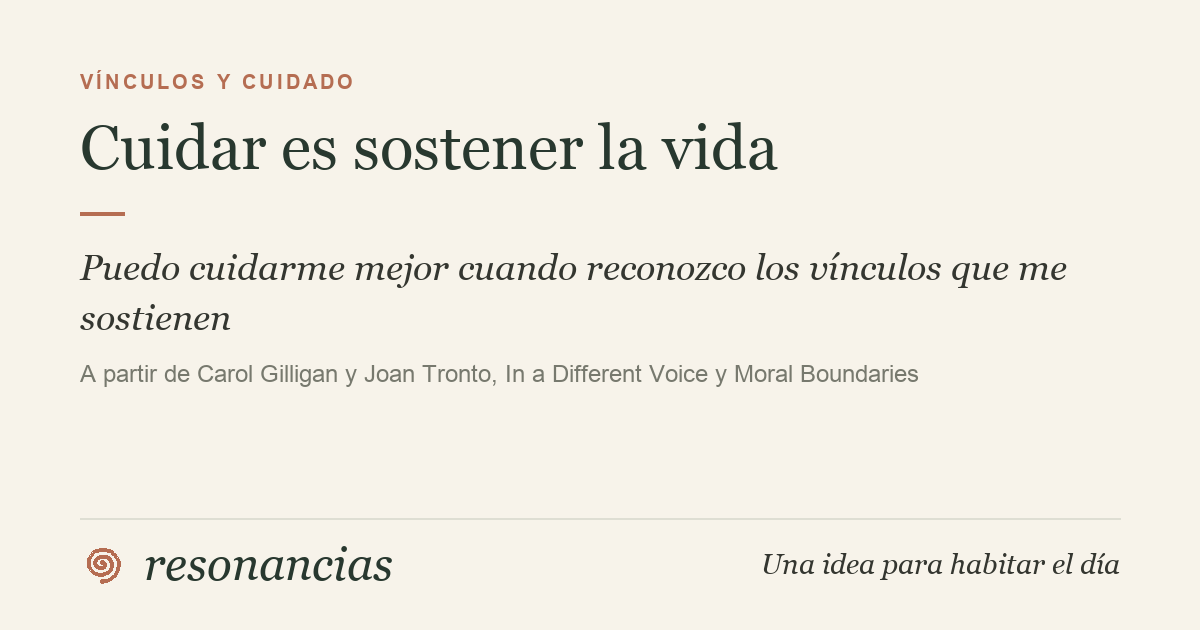 VÍNCULOS Y CUIDADO
Cuidar es sostener la vida
Puedo cuidarme mejor cuando reconozco los vínculos que me
sostienen
A partir de Carol Gilligan y Joan Tronto, In a Different Voice y Moral Boundaries
resonancias
Una idea para habitar el día